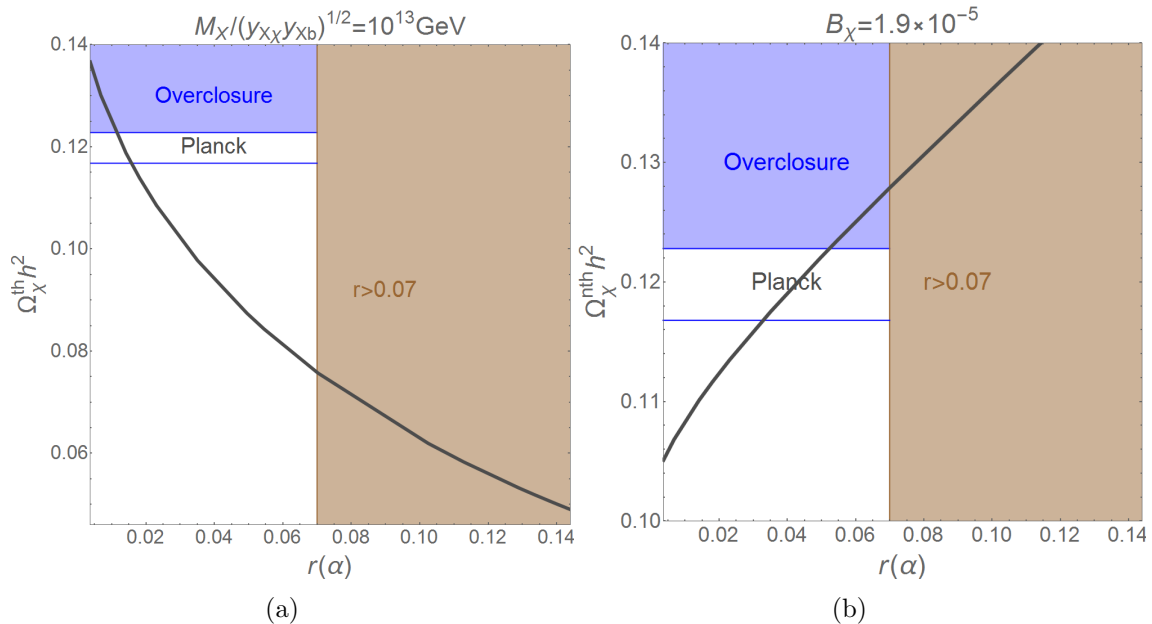 M_X/(y_Xχ y_Xb)^1/2=10^13GeV
0.14
0.12
0.10
0.08
0.06
Ω_χ^th h^2
Overclosure
Planck
r>0.07
0.02 0.04 0.06 0.08 0.10 0.12 0.14
r(α)
(a)
B_χ=1.9×10^-5
0.14
0.13
0.12
0.11
0.10
Ω_χ^nth h^2
Overclosure
Planck
r>0.07
0.02 0.04 0.06 0.08 0.10 0.12 0.14
r(α)
(b)